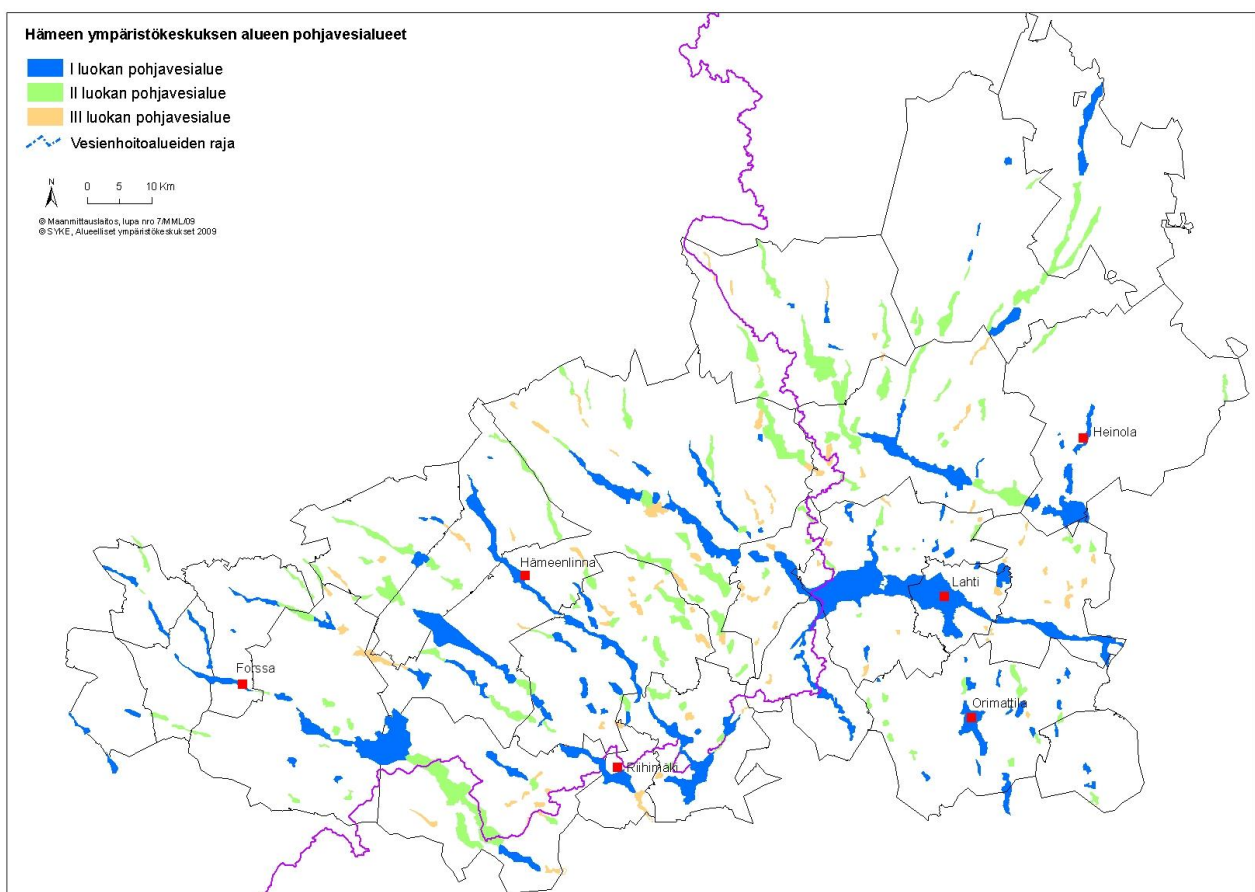 Hämeen ympäristökeskuksen alueen pohjavesialueet
I luokan pohjavesialue
II luokan pohjavesialue
III luokan pohjavesialue
Vesienhoitoalueiden raja
N
0 5 10 Km
© Maanmittauslaitos, lupa nro 7/MML/09
© SYKE, Alueelliset ympäristökeskukset 2009
Heinola
Hämeenlinna
Lahti
Forssa
Orimattila
Riihimäki